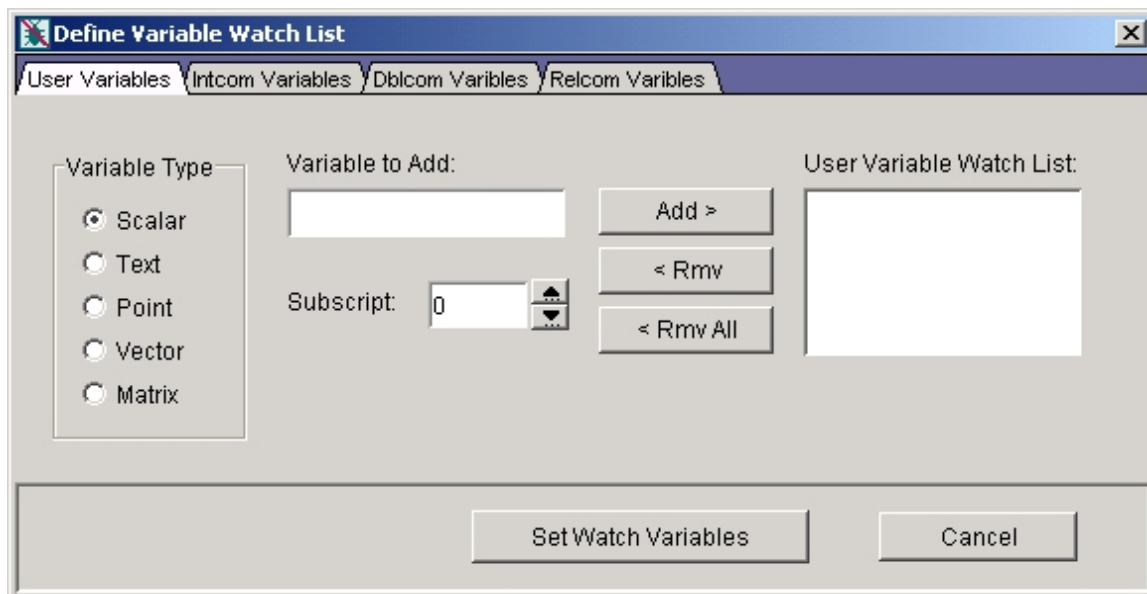 Define Variable Watch List
User Variables Intcom Variables Dblcom Varibles Relcom Varibles
Variable Type
Scalar
Text
Point
Vector
Matrix
Variable to Add:
Subscript: 0
Add >
< Rmv
< Rmv All
User Variable Watch List:
Set Watch Variables Cancel